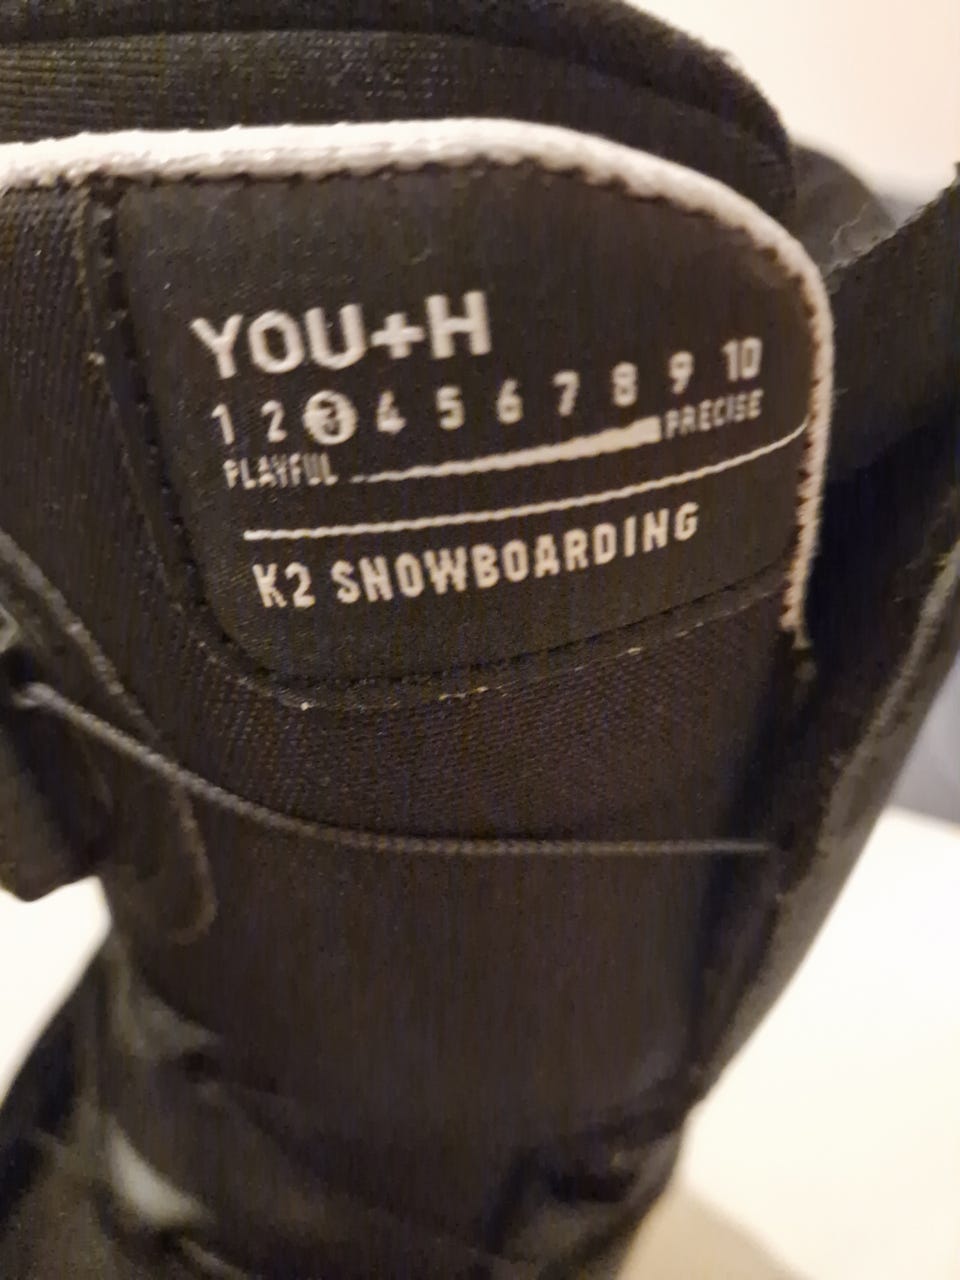 YOU+H
1 2 3 4 5 6 7 8 9 10
PLAYFUL PRECISE
K2 SNOWBOARDING